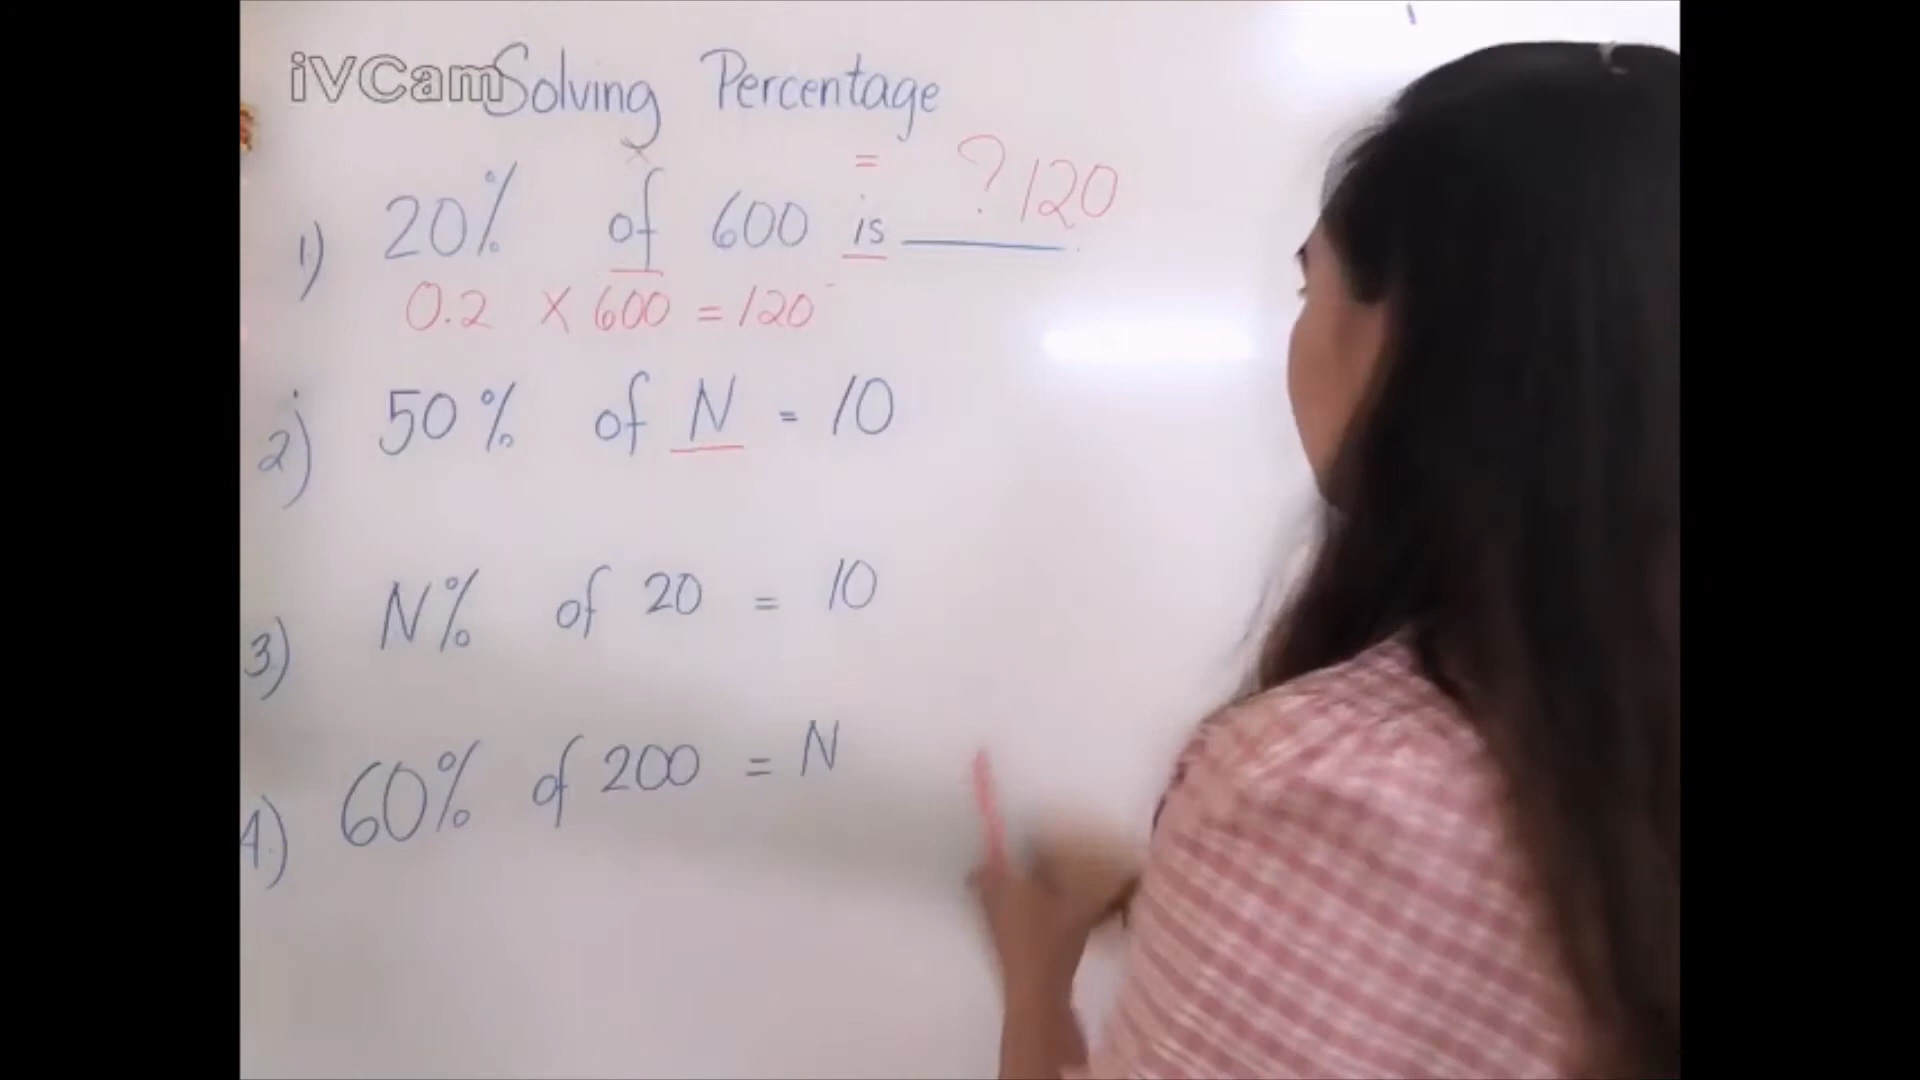 iVCam
Solving Percentage
× = ? 120
1) 20% of 600 is ____.
0.2 × 600 = 120
2) 50% of N = 10
3) N% of 20 = 10
4) 60% of 200 = N